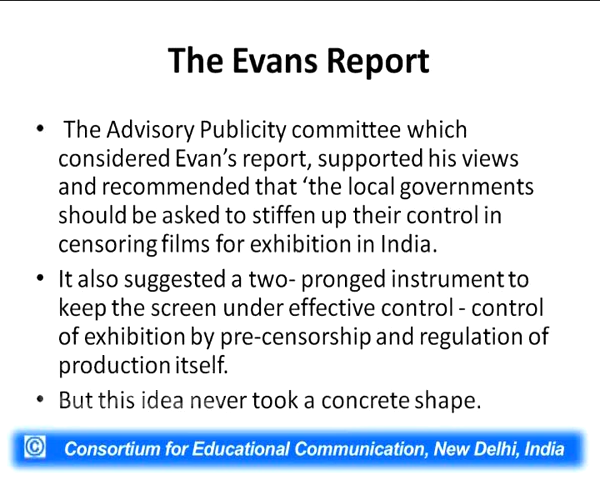 The Evans Report
• The Advisory Publicity committee which
considered Evan’s report, supported his views
and recommended that ‘the local governments
should be asked to stiffen up their control in
censoring films for exhibition in India.
• It also suggested a two- pronged instrument to
keep the screen under effective control - control
of exhibition by pre-censorship and regulation of
production itself.
• But this idea never took a concrete shape.
© Consortium for Educational Communication, New Delhi, India